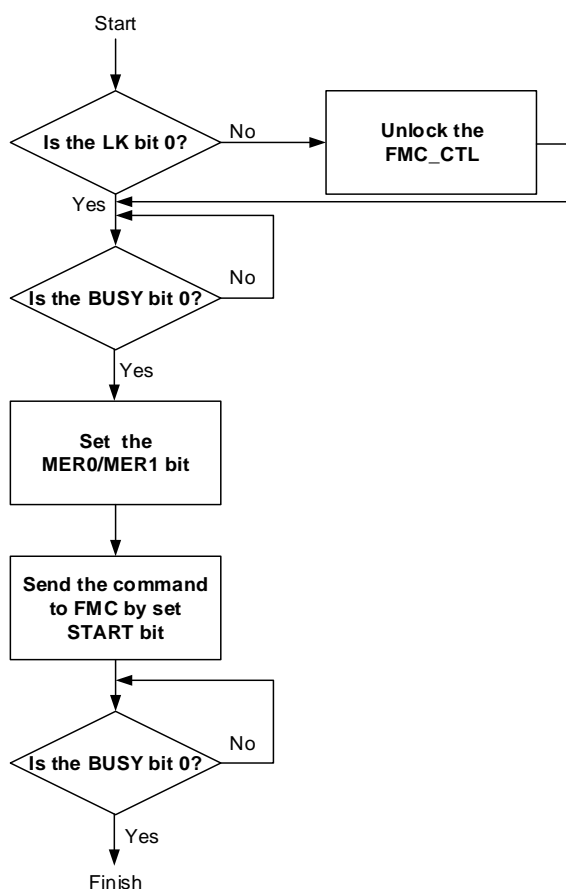 Start
Is the LK bit 0?
No
Unlock the
FMC_CTL
Yes
Is the BUSY bit 0?
No
Yes
Set the
MER0/MER1 bit
Send the command
to FMC by set
START bit
Is the BUSY bit 0?
No
Yes
Finish